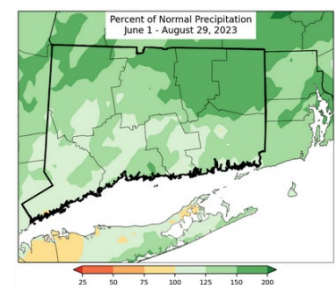 Percent of Normal Precipitation
June 1 - August 29, 2023
25 50 75 100 125 150 200